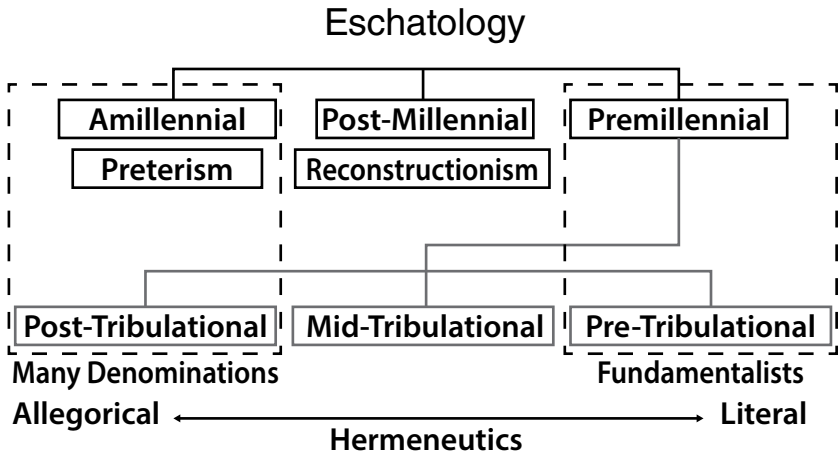 Eschatology
Amillennial Post-Millennial Premillennial
Preterism Reconstructionism
Post-Tribulational Mid-Tribulational Pre-Tribulational
Many Denominations Fundamentalists
Allegorical Literal
Hermeneutics